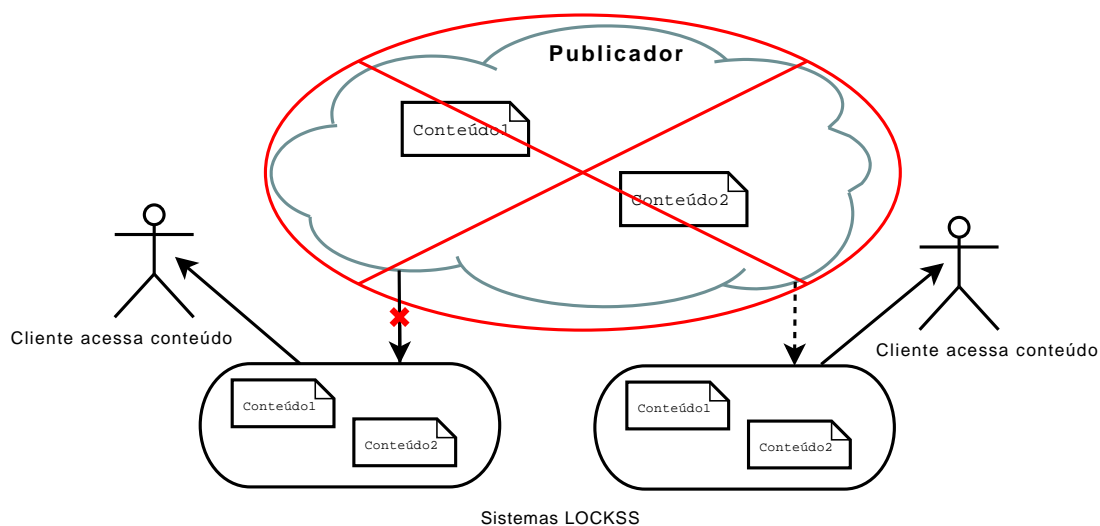 Publicador
Conteúdo1
Conteúdo2
Cliente acessa conteúdo
Cliente acessa conteúdo
Conteúdo1
Conteúdo2
Conteúdo1
Conteúdo2
Sistemas LOCKSS